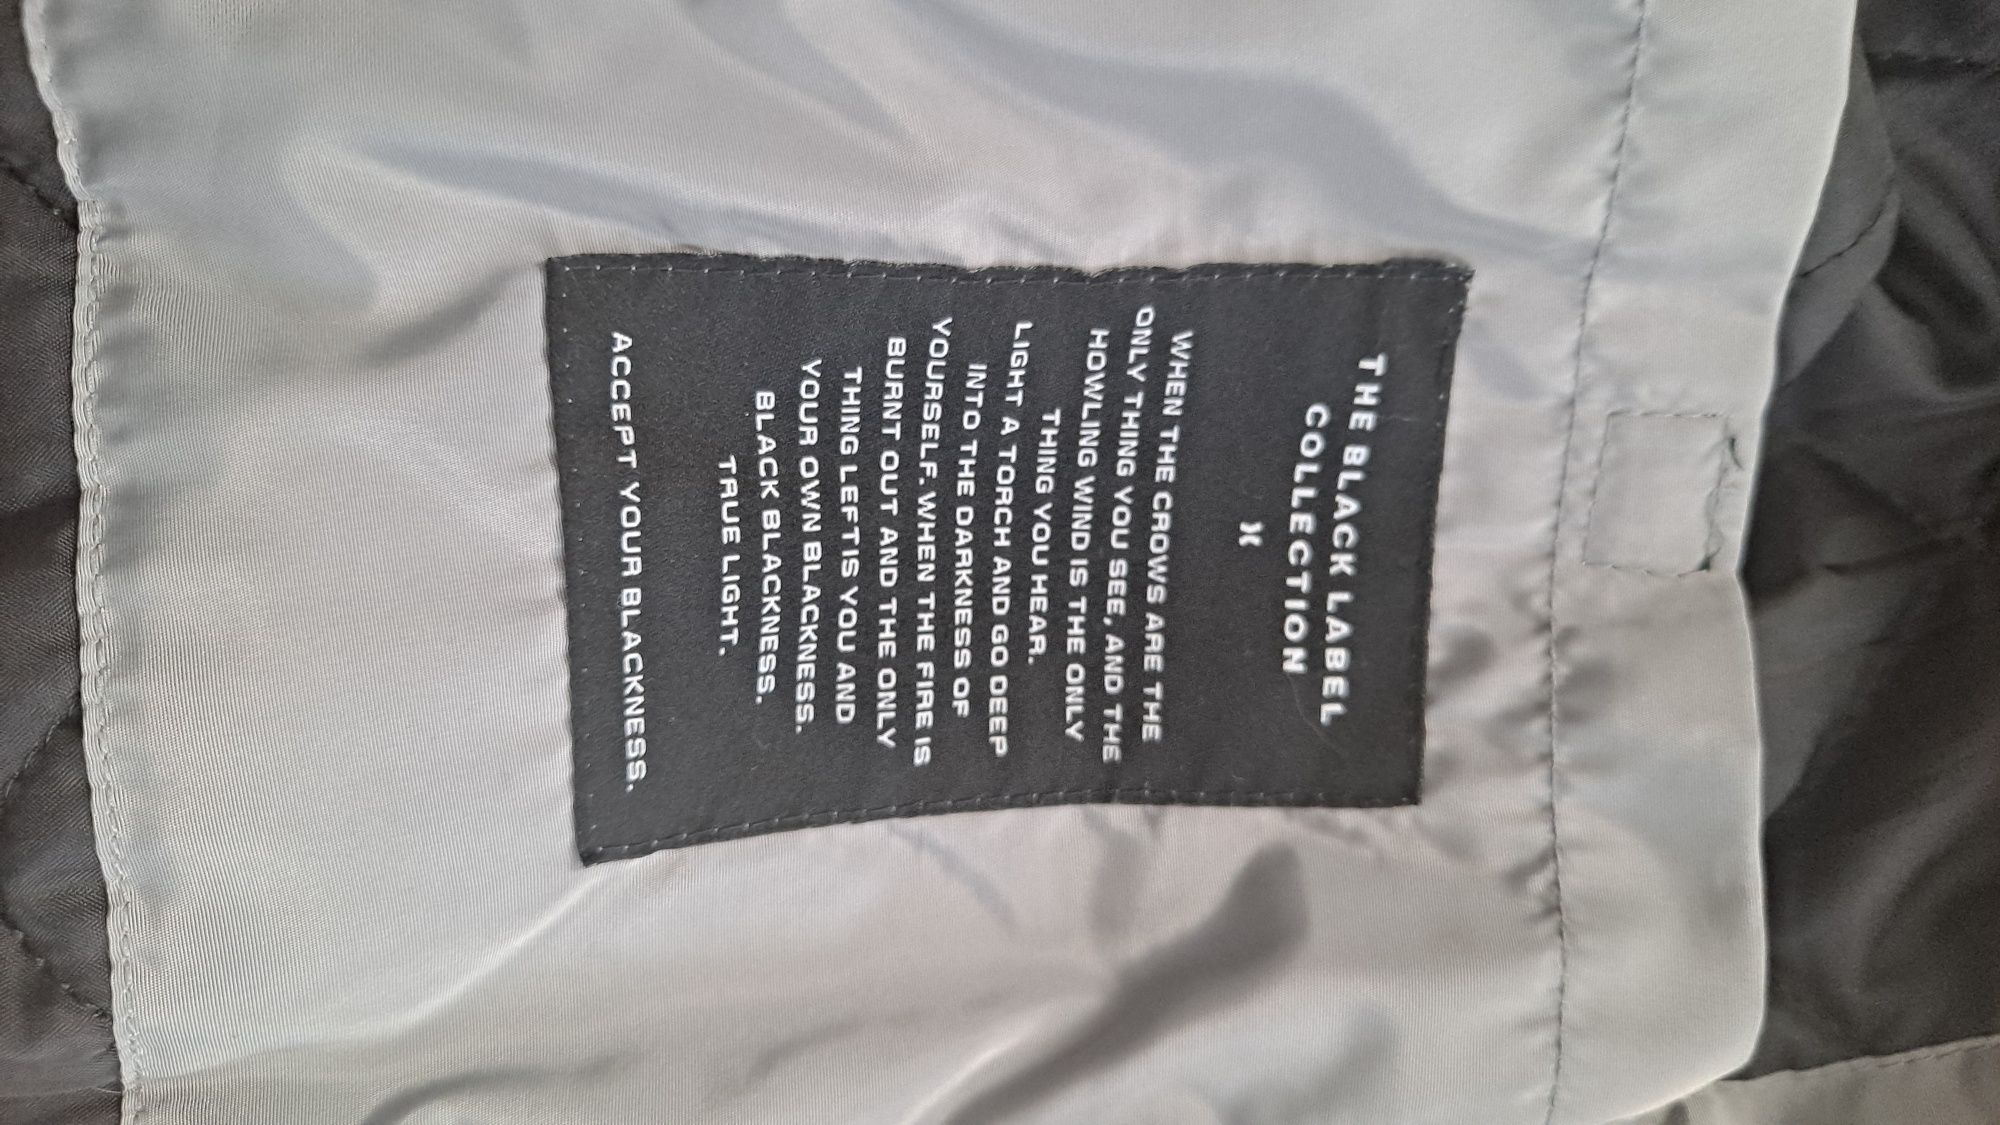 THE BLACK LABEL
COLLECTION
WHEN THE CROWS ARE THE
ONLY THING YOU SEE, AND THE
HOWLING WIND IS THE ONLY
THING YOU HEAR.
LIGHT A TORCH AND GO DEEP
INTO THE DARKNESS OF
YOURSELF. WHEN THE FIRE IS
BURNT OUT AND THE ONLY
THING LEFT IS YOU AND
YOUR OWN BLACKNESS.
BLACK BLACKNESS.
TRUE LIGHT.
ACCEPT YOUR BLACKNESS.